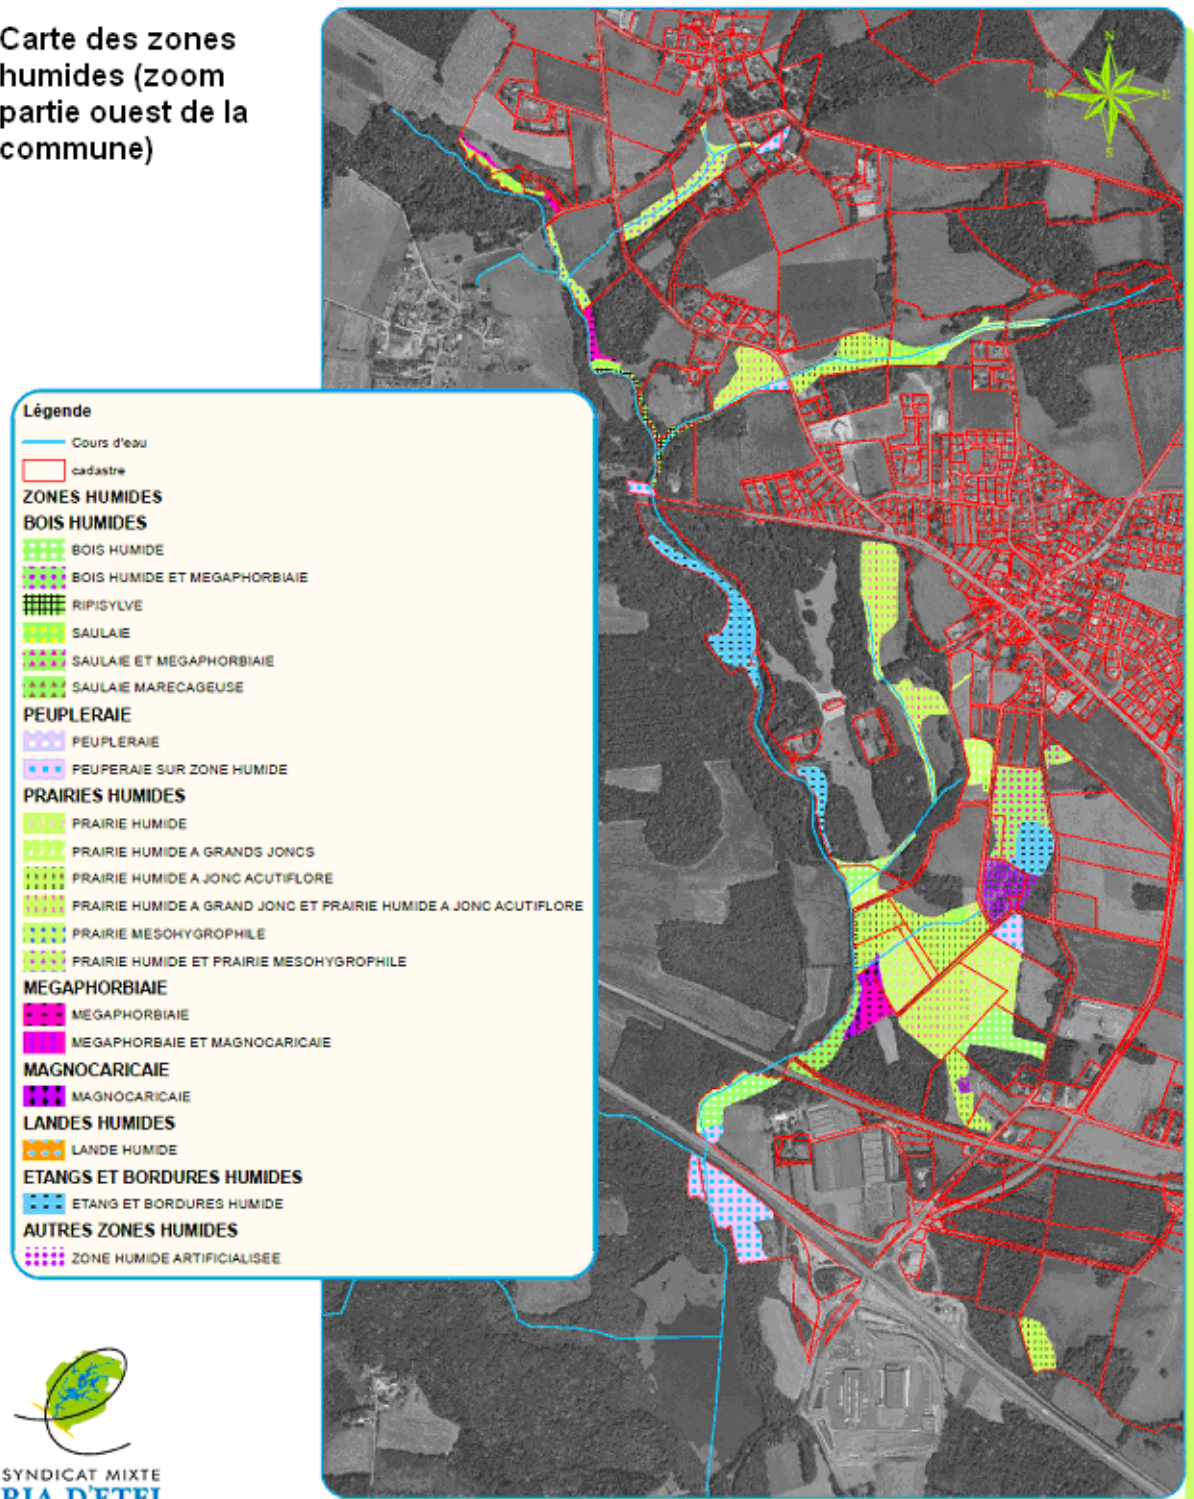 Carte des zones
humides (zoom
partie ouest de la
commune)
N
W
E
S
Légende
Cours d'eau
cadastre
ZONES HUMIDES
BOIS HUMIDES
BOIS HUMIDE
BOIS HUMIDE ET MEGAPHORBIAIE
RIPISYLVE
SAULAIE
SAULAIE ET MEGAPHORBIAIE
SAULAIE MARECAGEUSE
PEUPLERAIE
PEUPLERAIE
PEUPERAIE SUR ZONE HUMIDE
PRAIRIES HUMIDES
PRAIRIE HUMIDE
PRAIRIE HUMIDE A GRANDS JONCS
PRAIRIE HUMIDE A JONC ACUTIFLORE
PRAIRIE HUMIDE A GRAND JONC ET PRAIRIE HUMIDE A JONC ACUTIFLORE
PRAIRIE MESOHYGROPHILE
PRAIRIE HUMIDE ET PRAIRIE MESOHYGROPHILE
MEGAPHORBIAIE
MEGAPHORBIAIE
MEGAPHORBAIE ET MAGNOCARICAIE
MAGNOCARICAIE
MAGNOCARICAIE
LANDES HUMIDES
LANDE HUMIDE
ETANGS ET BORDURES HUMIDES
ETANG ET BORDURES HUMIDE
AUTRES ZONES HUMIDES
ZONE HUMIDE ARTIFICIALISEE
SYNDICAT MIXTE
RIA D'ETEL